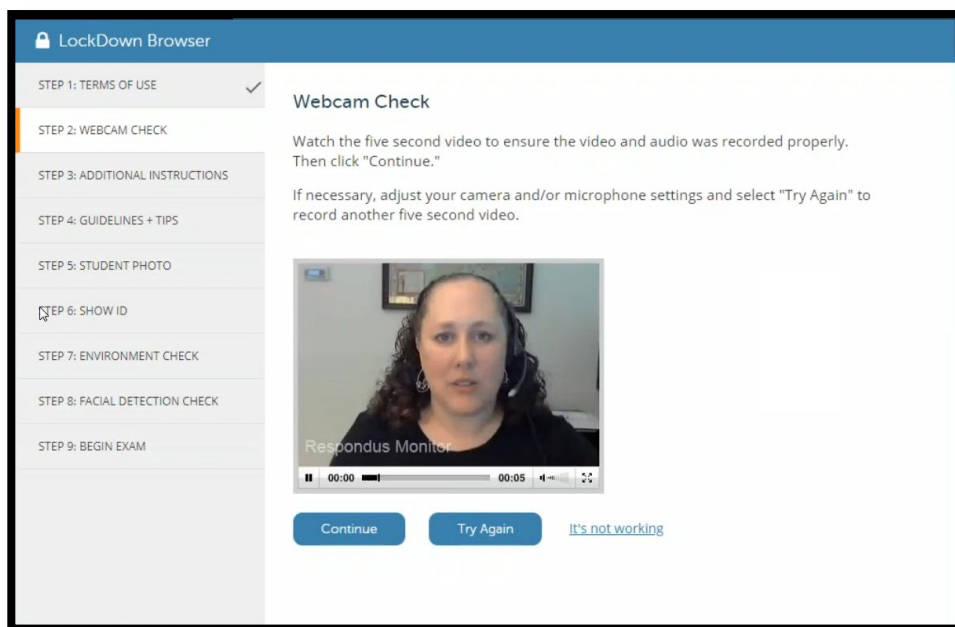 LockDown Browser
STEP 1: TERMS OF USE
STEP 2: WEBCAM CHECK
STEP 3: ADDITIONAL INSTRUCTIONS
STEP 4: GUIDELINES + TIPS
STEP 5: STUDENT PHOTO
STEP 6: SHOW ID
STEP 7: ENVIRONMENT CHECK
STEP 8: FACIAL DETECTION CHECK
STEP 9: BEGIN EXAM
Webcam Check
Watch the five second video to ensure the video and audio was recorded properly.
Then click "Continue."
If necessary, adjust your camera and/or microphone settings and select "Try Again" to
record another five second video.
Respondus Monitor
00:00 00:05
Continue Try Again It's not working